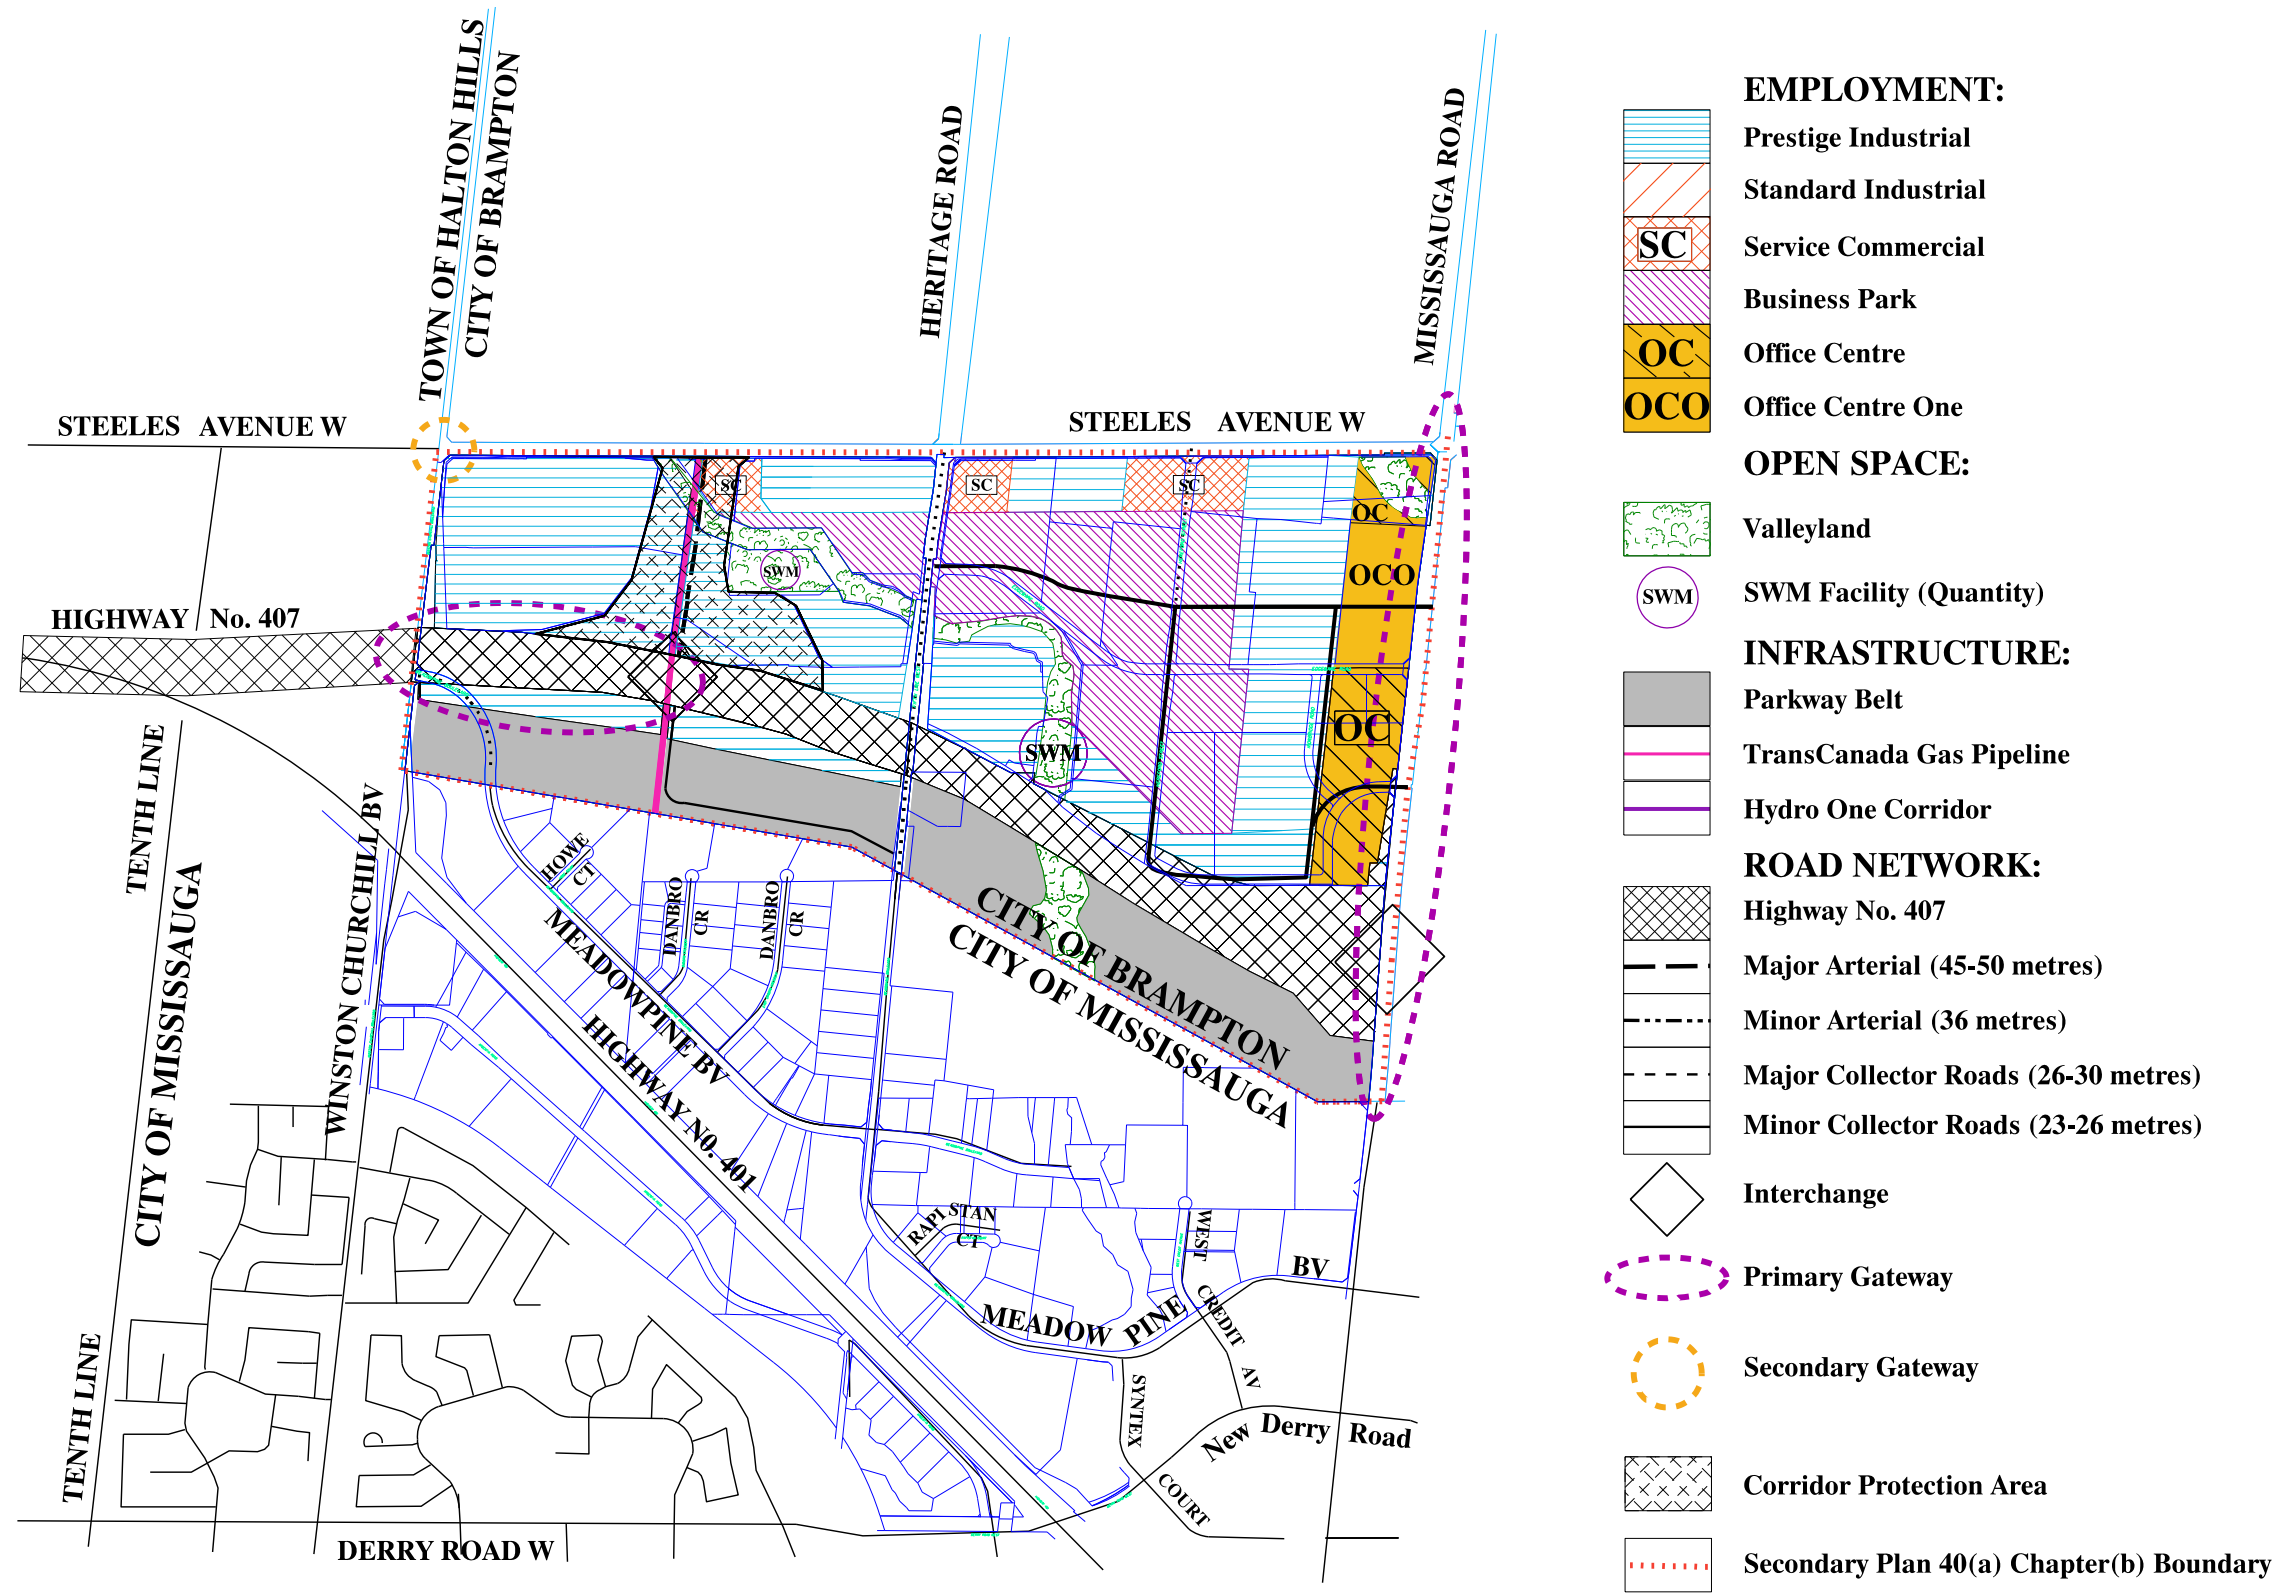 TOWN OF HALTON HILLS
CITY OF BRAMPTON
HERITAGE ROAD
MISSISSAUGA ROAD
STEELES AVENUE W
STEELES AVENUE W
HIGHWAY No. 407
SC
SC
SC
OC
SWM
OCO
OC
SWM
TENTH LINE
CITY OF MISSISSAUGA
WINSTON CHURCHILL BV
HOWE
CT
DANBRO
CR
DANBRO
CR
MEADOWPINE BV
HIGHWAY N0. 401
CITY OF BRAMPTON
CITY OF MISSISSAUGA
RAPI STAN
CT
WEST
CREDIT
AV
MEADOW PINE BV
SYNTEX
COURT
New Derry Road
TENTH LINE
DERRY ROAD W
EMPLOYMENT:
Prestige Industrial
Standard Industrial
SC Service Commercial
Business Park
OC Office Centre
OCO Office Centre One
OPEN SPACE:
Valleyland
SWM SWM Facility (Quantity)
INFRASTRUCTURE:
Parkway Belt
TransCanada Gas Pipeline
Hydro One Corridor
ROAD NETWORK:
Highway No. 407
Major Arterial (45-50 metres)
Minor Arterial (36 metres)
Major Collector Roads (26-30 metres)
Minor Collector Roads (23-26 metres)
Interchange
Primary Gateway
Secondary Gateway
Corridor Protection Area
Secondary Plan 40(a) Chapter(b) Boundary